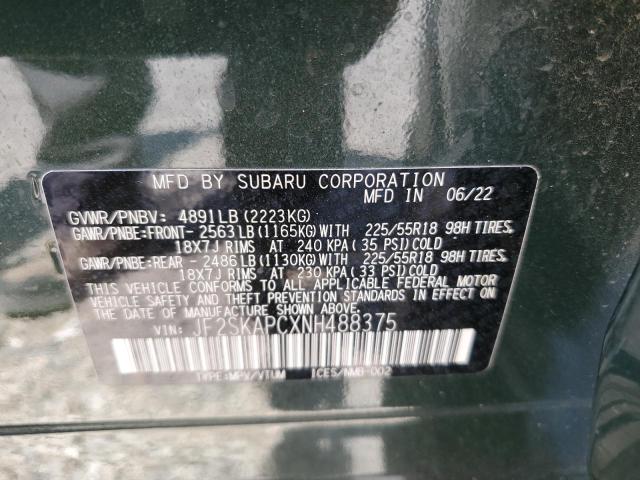 MFD BY SUBARU CORPORATION
MFD IN 06/22
GVWR/PNBV: 4891LB(2223KG)
GAWR/PNBE:FRONT- 2563LB(1165KG)WITH 225/55R18 98H TIRES,
18X7J RIMS AT 240 KPA(35 PSI)COLD
GAWR/PNBE:REAR - 2486LB(1130KG)WITH 225/55R18 98H TIRES,
18X7J RIMS AT 230 KPA(33 PSI)COLD
THIS VEHICLE CONFORMS TO ALL APPLICABLE FEDERAL MOTOR
VEHICLE SAFETY AND THEFT PREVENTION STANDARDS IN EFFECT ON
THE DATE OF MANUFACTURE SHOWN ABOVE.
VIN: JF2SKAPCXNH488375
TYPE:MPV/VTUM ICES/NMB-002